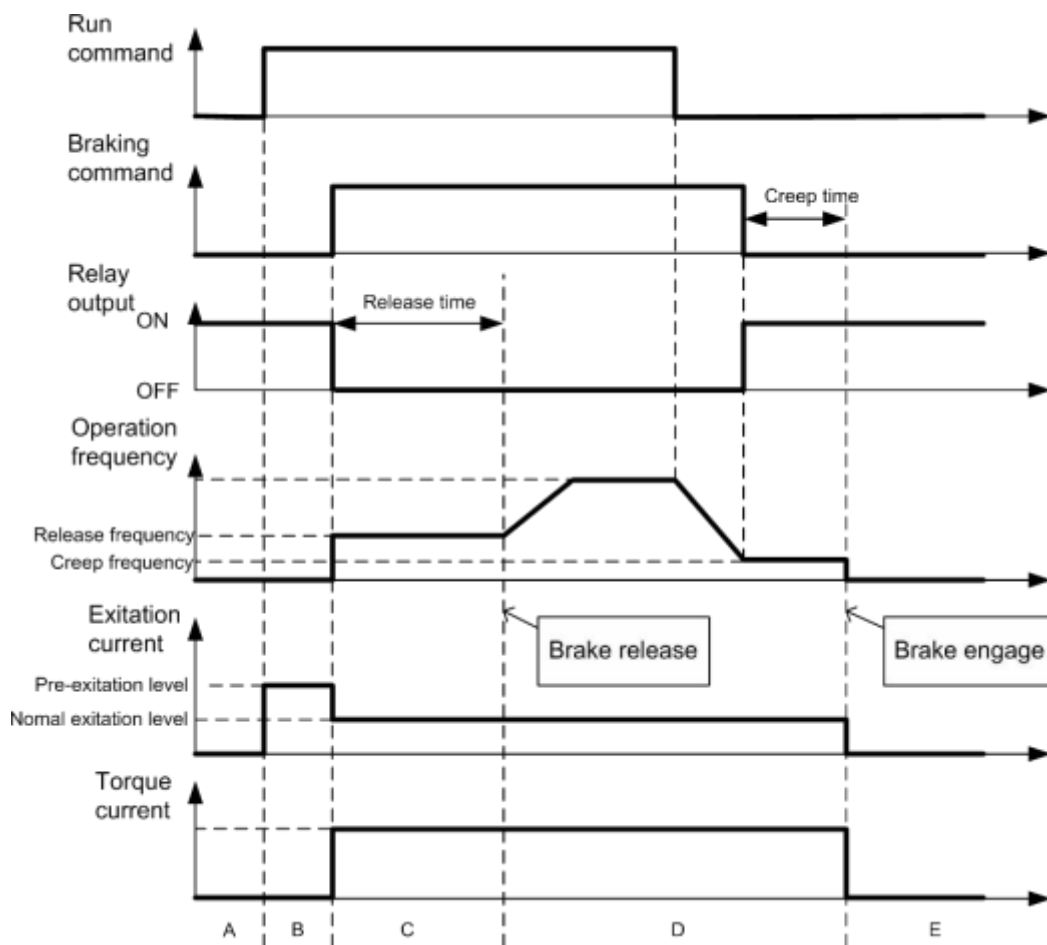 Run
command
Braking
command
Creep time
Relay
output
ON
Release time
OFF
Operation
frequency
Release frequency
Creep frequency
Exitation
current
Brake release
Brake engage
Pre-exitation level
Nomal exitation level
Torque
current
A B C D E